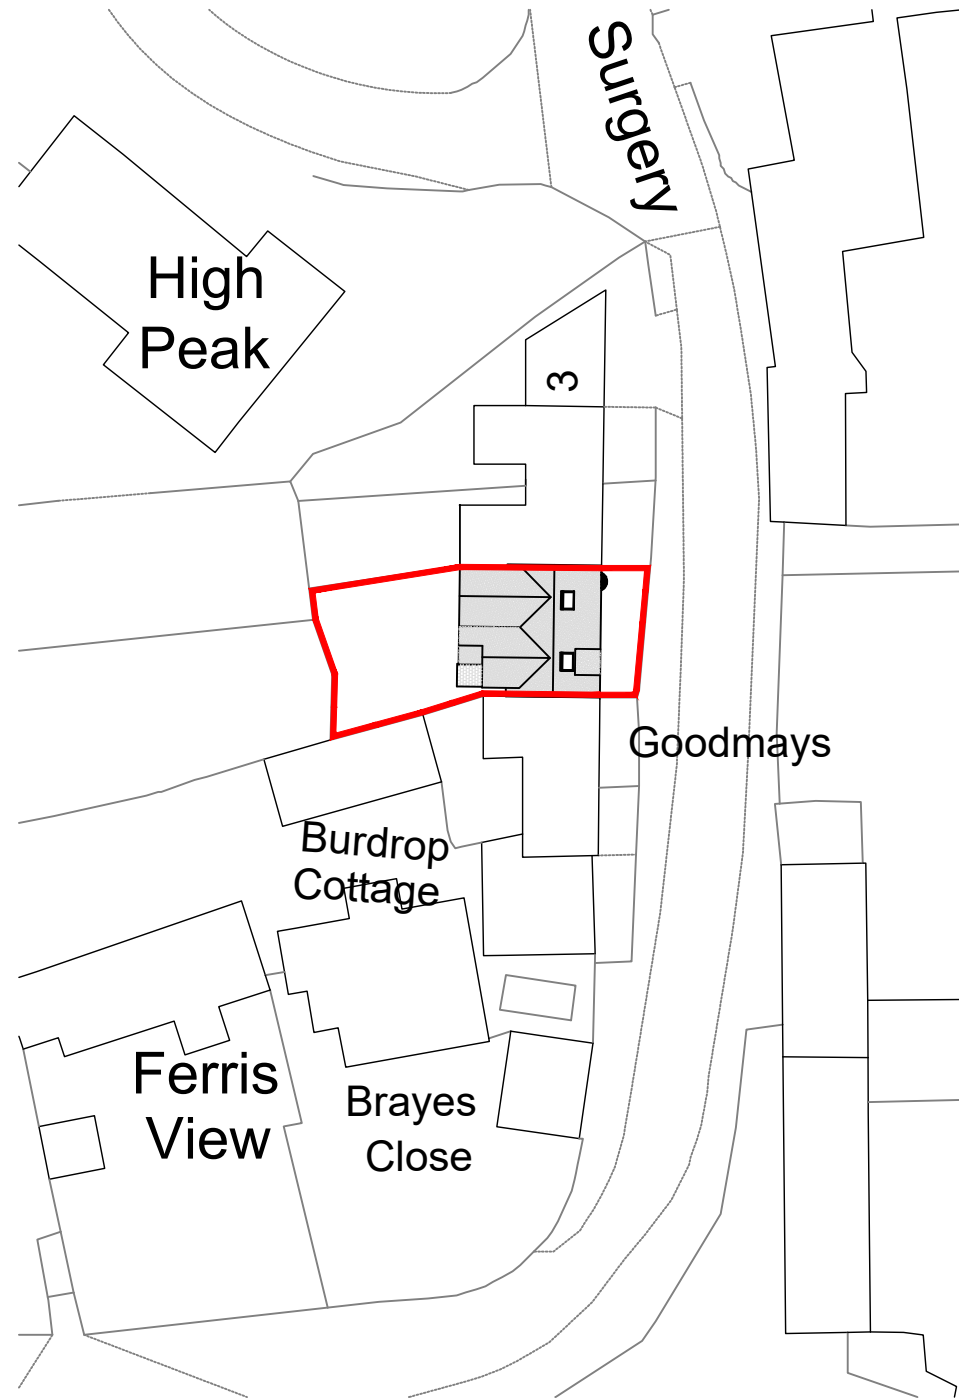 Surgery
High
Peak
3
Goodmays
Burdrop
Cottage
Ferris
View
Brayes
Close